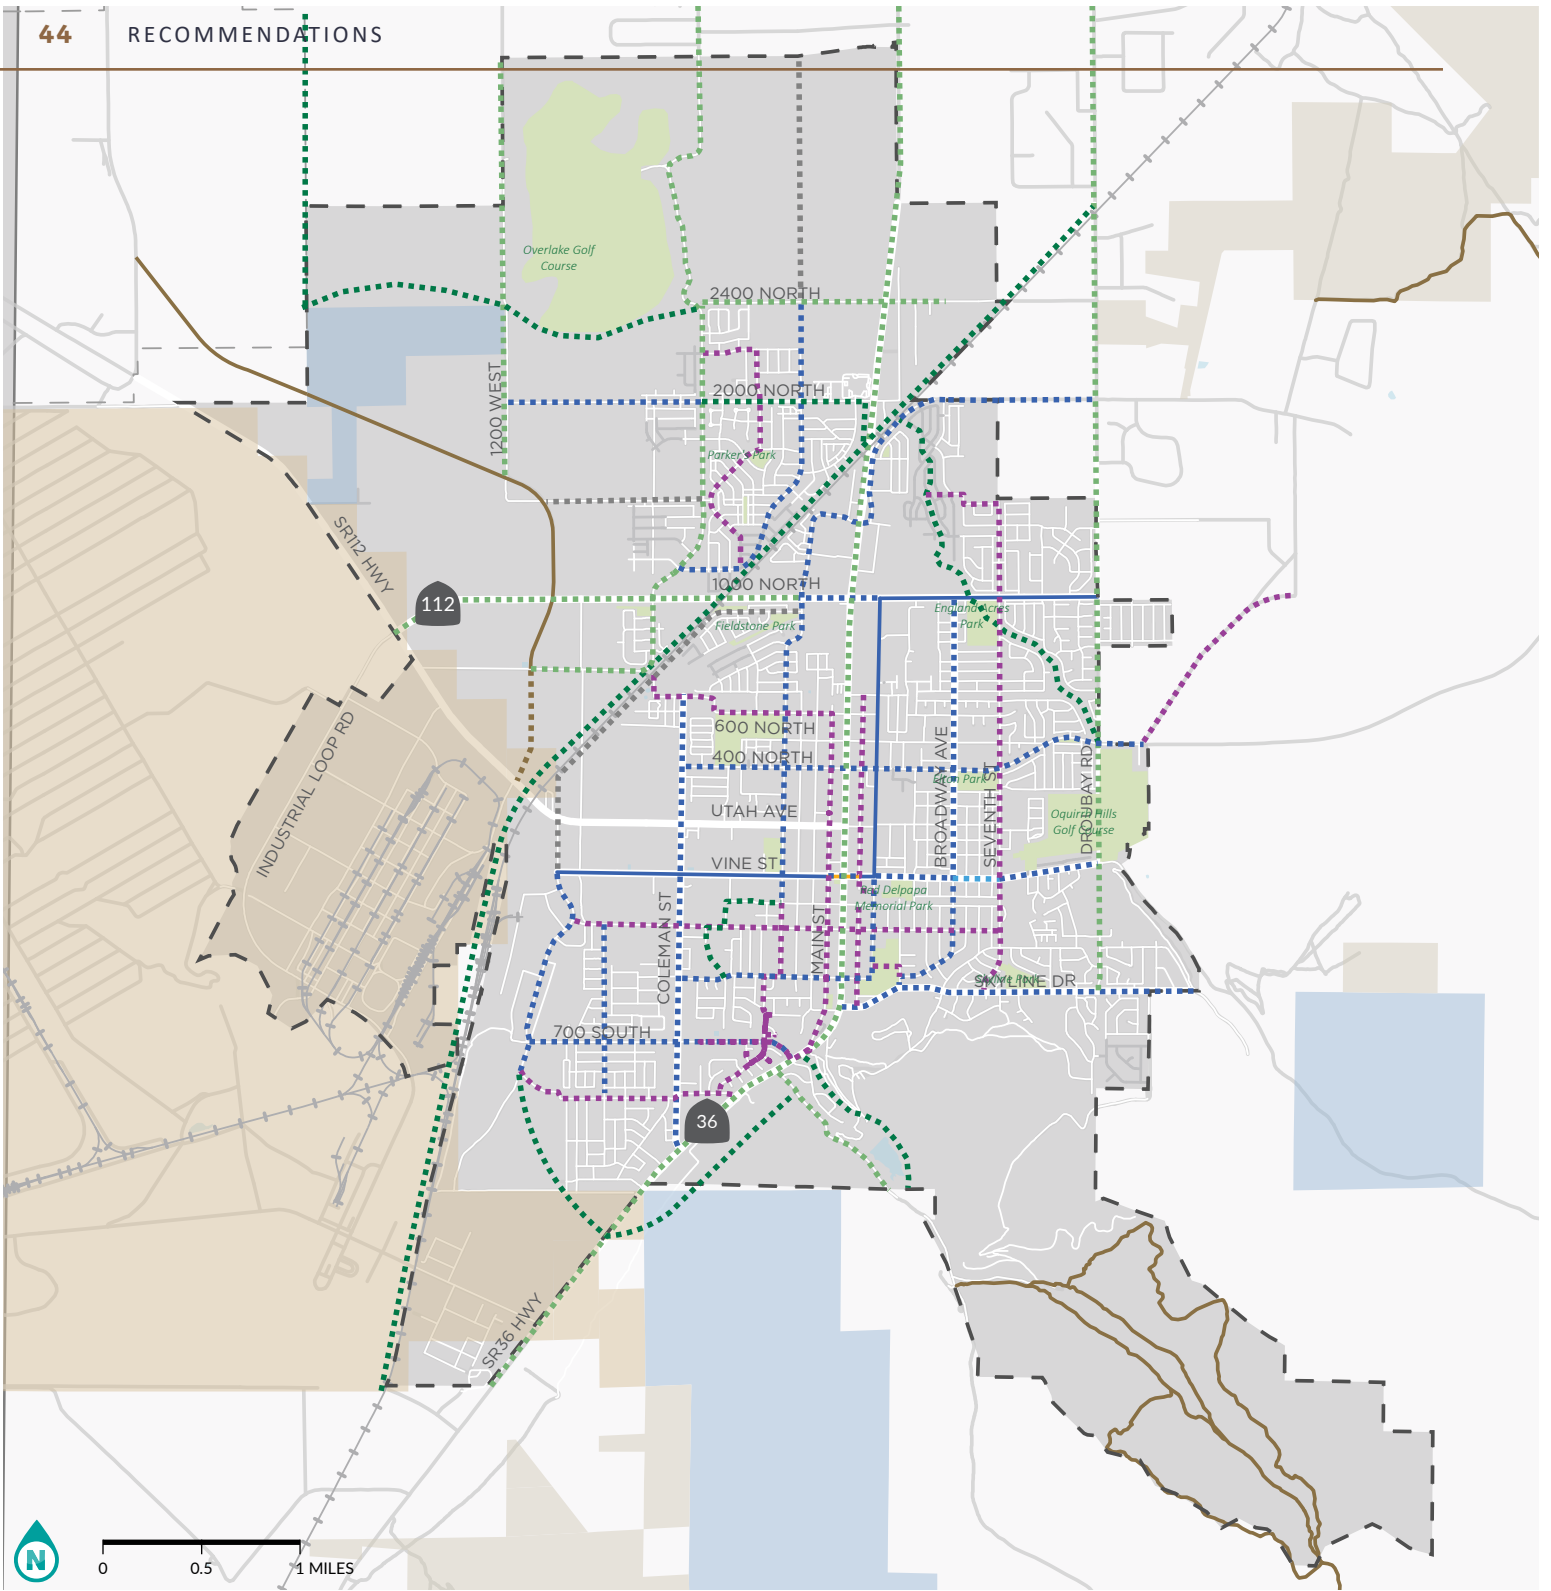 44 RECOMMENDATIONS
Overlake Golf
Course
2400 NORTH
1200 WEST
2000 NORTH
Parker's Park
SR112 HWY
112
1000 NORTH
England Acres
Park
Fieldstone Park
INDUSTRIAL LOOP RD
600 NORTH
400 NORTH
BROADWAY AVE
SEVENTH ST
DROUBAY RD
Elton Park
UTAH AVE
Oquirrh Hills
Golf Course
VINE ST
Red Delpapa
Memorial Park
COLEMAN ST
MAIN ST
SKYLINE DR
700 SOUTH
36
SR36 HWY
N
0 0.5 1 MILES